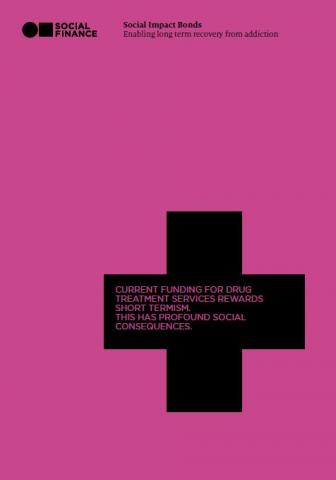 SOCIAL
FINANCE
Social Impact Bonds
Enabling long term recovery from addiction
CURRENT FUNDING FOR DRUG
TREATMENT SERVICES REWARDS
SHORT TERMISM.
THIS HAS PROFOUND SOCIAL
CONSEQUENCES.